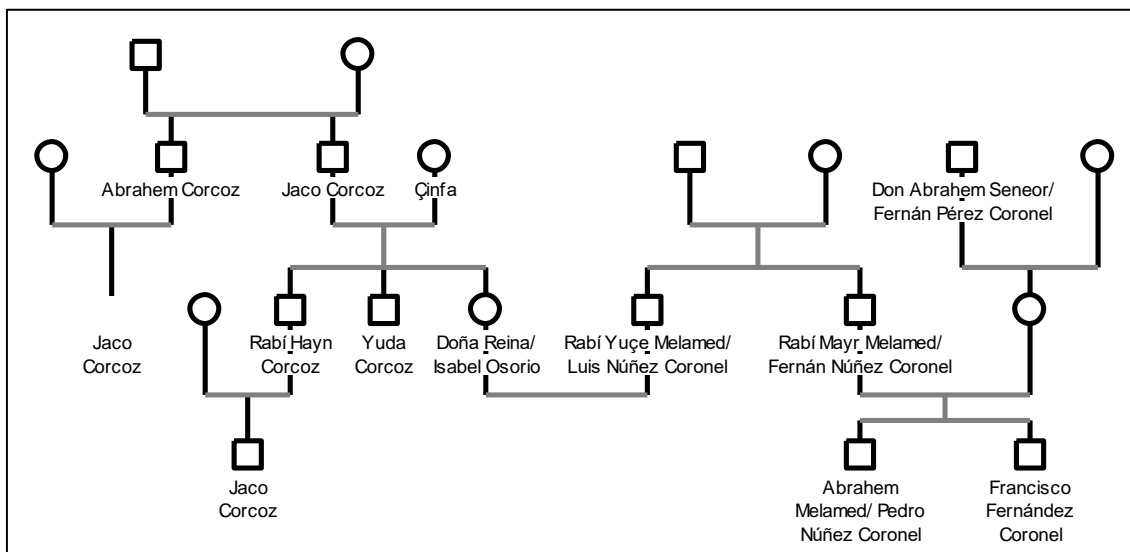 Abrahem Corcoz
Jaco Corcoz
Çinfa
Don Abrahem Seneor/
Fernán Pérez Coronel
Jaco
Corcoz
Rabí Hayn
Corcoz
Yuda
Corcoz
Doña Reina/
Isabel Osorio
Rabí Yuçe Melamed/
Luis Núñez Coronel
Rabí Mayr Melamed/
Fernán Núñez Coronel
Jaco
Corcoz
Abrahem
Melamed/ Pedro
Núñez Coronel
Francisco
Fernández
Coronel